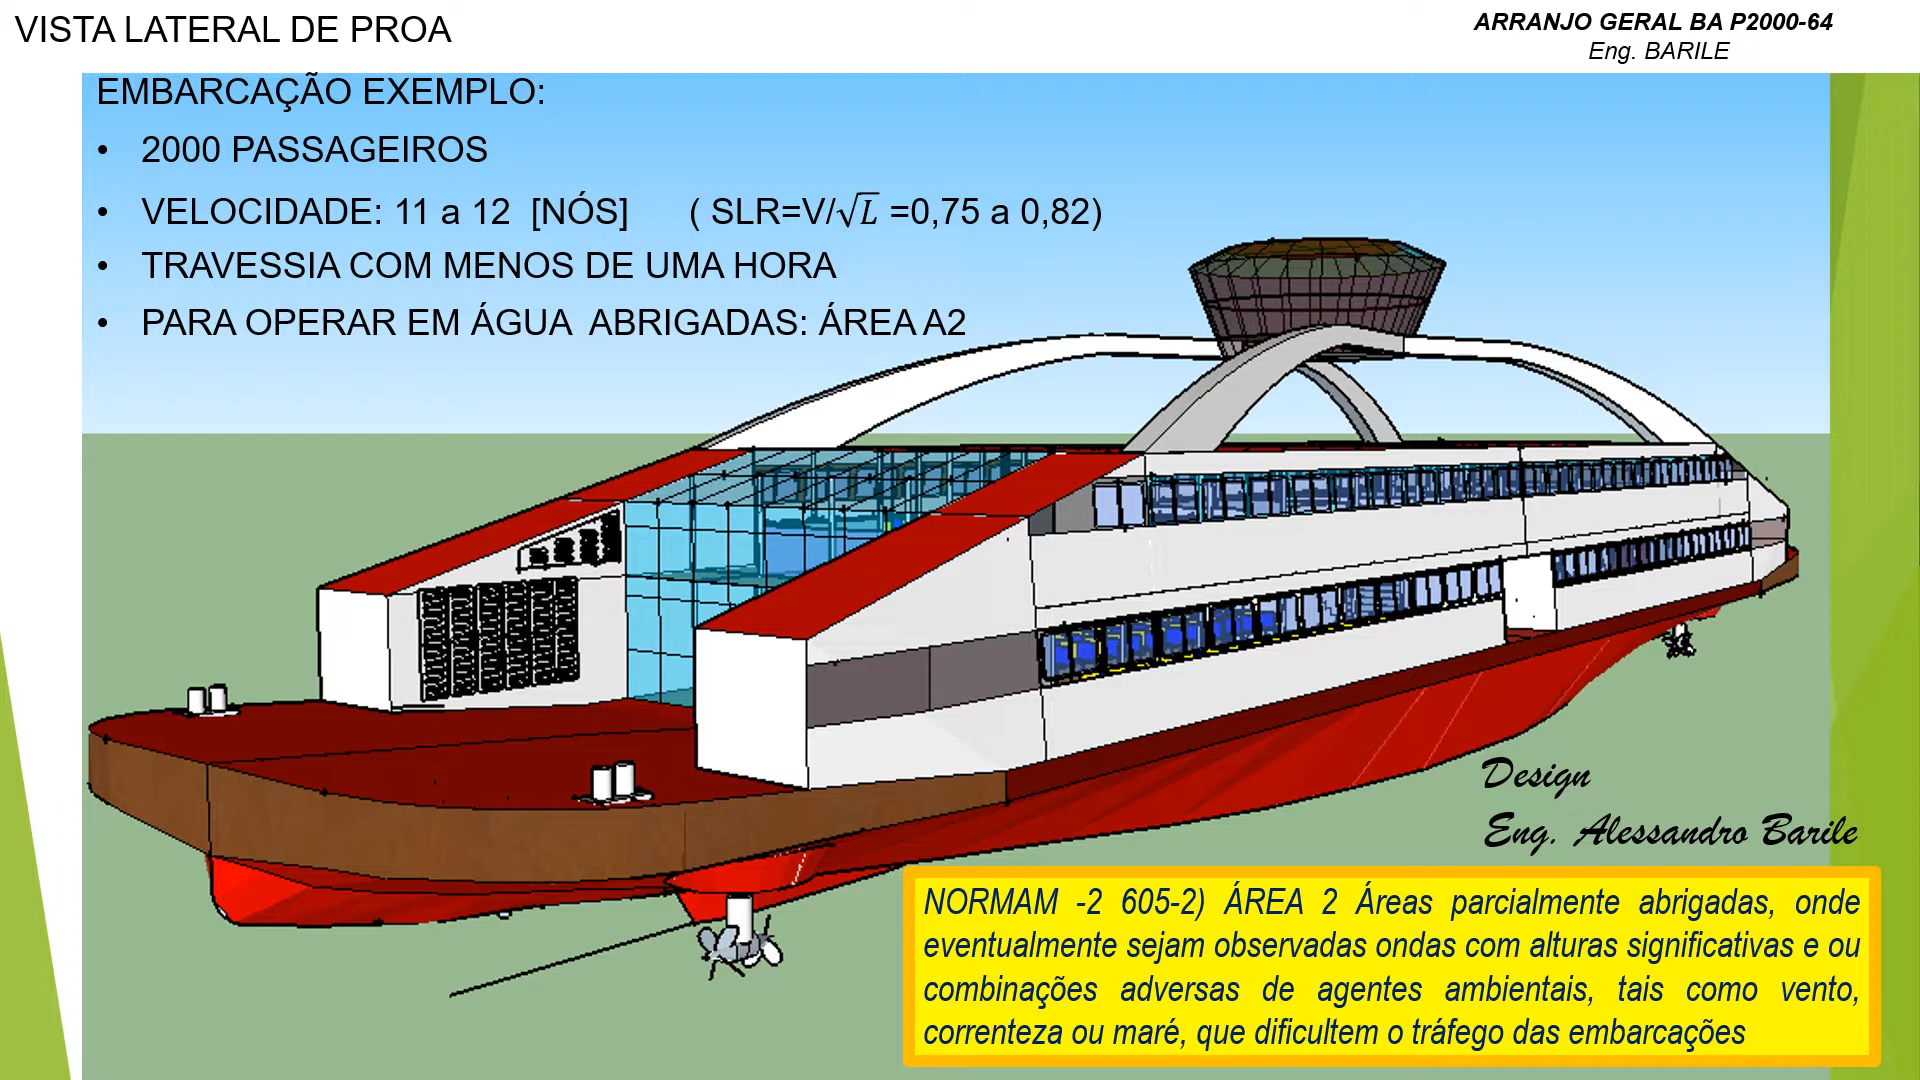 VISTA LATERAL DE PROA
ARRANJO GERAL BA P2000-64
Eng. BARILE
EMBARCAÇÃO EXEMPLO:
• 2000 PASSAGEIROS
• VELOCIDADE: 11 a 12 [NÓS] ( SLR=V/√L =0,75 a 0,82)
• TRAVESSIA COM MENOS DE UMA HORA
• PARA OPERAR EM ÁGUA ABRIGADAS: ÁREA A2
Design
Eng. Alessandro Barile
NORMAM -2 605-2) ÁREA 2 Áreas parcialmente abrigadas, onde
eventualmente sejam observadas ondas com alturas significativas e ou
combinações adversas de agentes ambientais, tais como vento,
correnteza ou maré, que dificultem o tráfego das embarcações